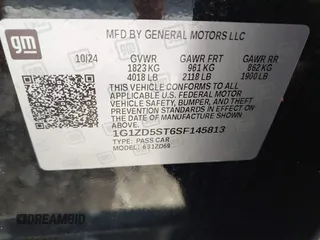 gm
MFD BY GENERAL MOTORS LLC
10/24 GVWR GAWR FRT GAWR RR
1823 KG 961 KG 862 KG
4018 LB 2118 LB 1900 LB
THIS VEHICLE CONFORMS TO ALL
APPLICABLE U.S. FEDERAL MOTOR
VEHICLE SAFETY, BUMPER, AND THEFT
PREVENTION STANDARDS IN EFFECT ON
THE DATE OF MANUFACTURE SHOWN ABOVE.
1G1ZD5ST6SF145813
TYPE: PASS CAR
MODEL:
DREAMBID